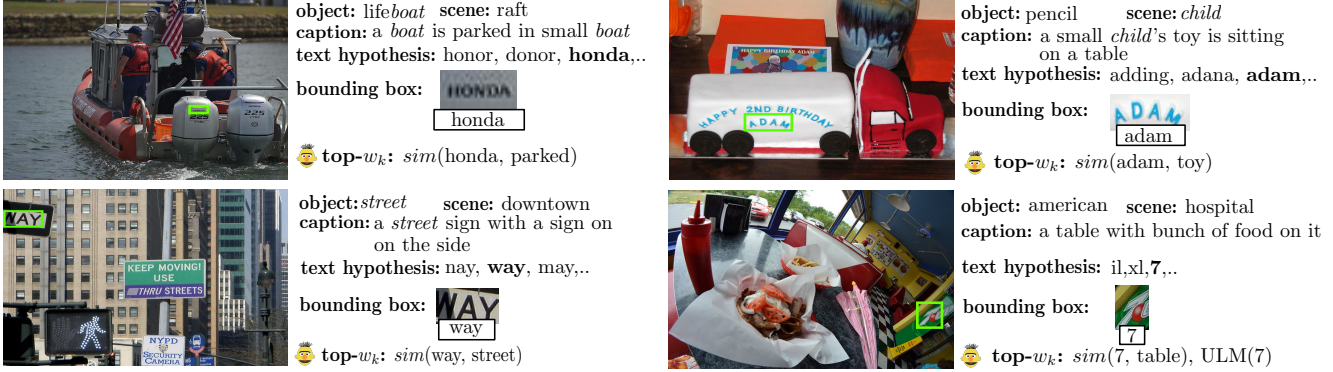 object: lifeboat scene: raft
caption: a boat is parked in small boat
text hypothesis: honor, donor, honda,..
bounding box:
HONDA
honda
top-wₖ: sim(honda, parked)
225
225
object: pencil scene: child
caption: a small child's toy is sitting
on a table
text hypothesis: adding, adana, adam,..
bounding box:
ADAM
adam
top-wₖ: sim(adam, toy)
HAPPY BIRTHDAY ADAM
HAPPY 2ND BIRTHDAY
ADAM
object: street scene: downtown
caption: a street sign with a sign on
on the side
text hypothesis: nay, way, may,..
bounding box:
WAY
way
top-wₖ: sim(way, street)
WAY
KEEP MOVING!
USE
THRU STREETS
NYPD
SECURITY
CAMERA
object: american scene: hospital
caption: a table with bunch of food on it
text hypothesis: il,xl,7,..
bounding box:
7
top-wₖ: sim(7, table), ULM(7)